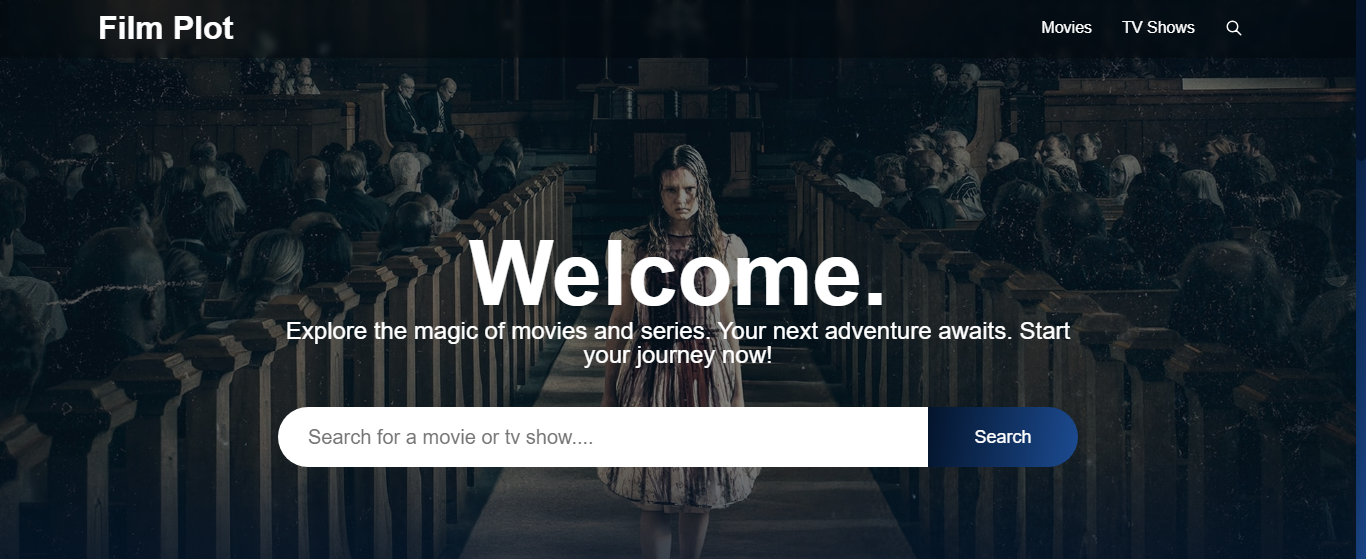 Film Plot
Movies
TV Shows
Welcome.
Explore the magic of movies and series. Your next adventure awaits. Start
your journey now!
Search for a movie or tv show....
Search